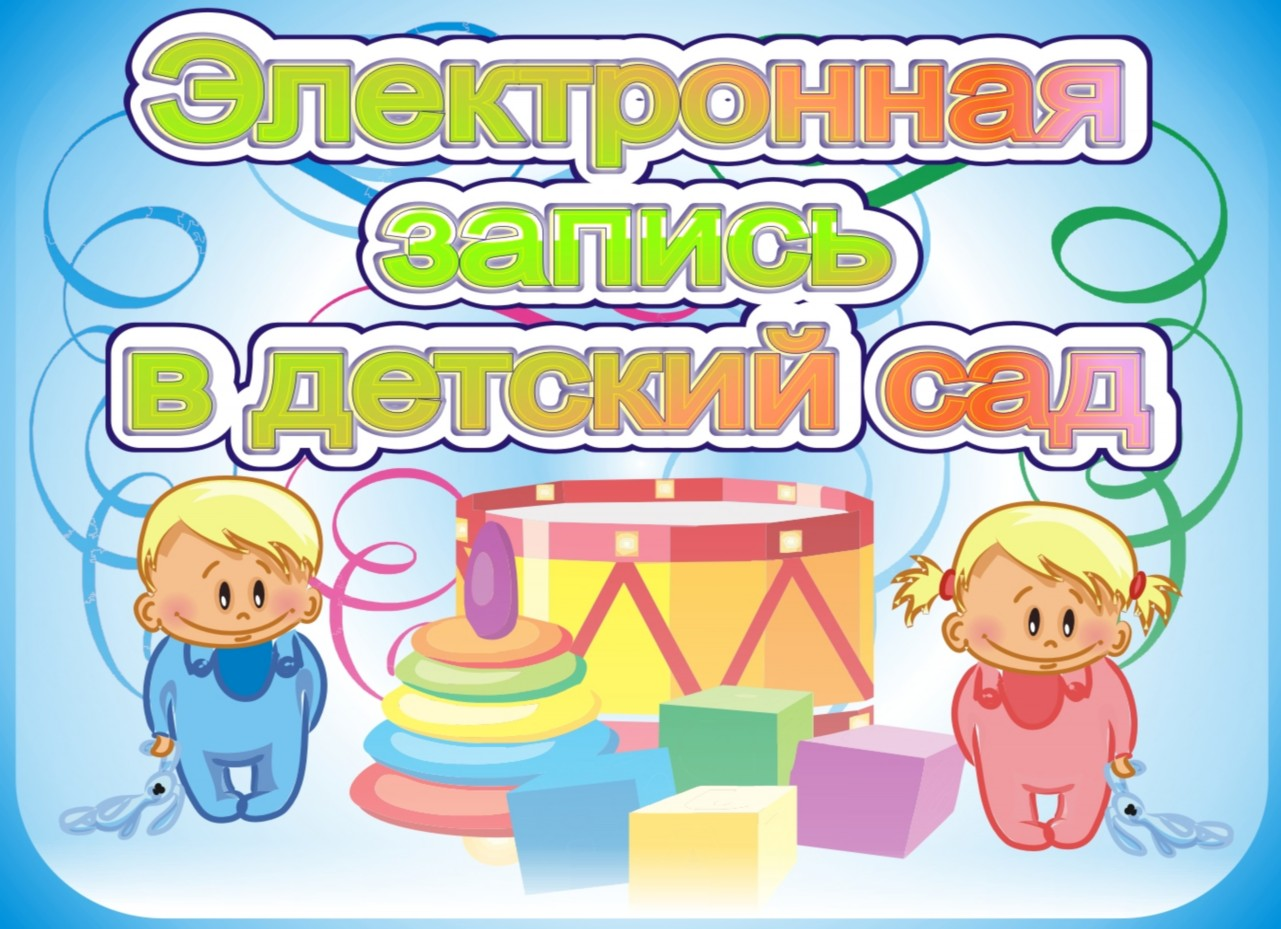 Электронная
запись
в детский сад